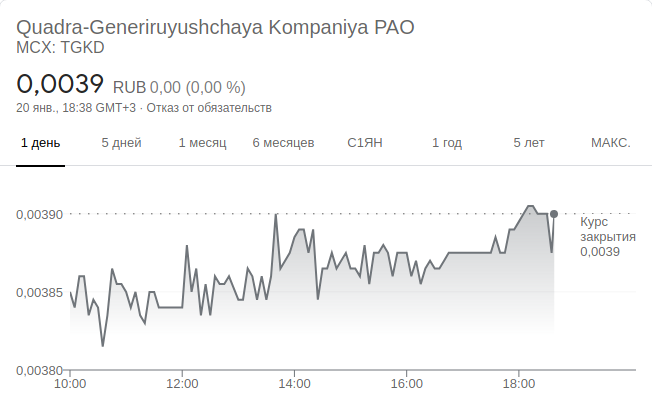 Quadra-Generiruyushchaya Kompaniya PAO
MCX: TGKD
0,0039 RUB 0,00 (0,00 %)
20 янв., 18:38 GMT+3 · Отказ от обязательств
1 день 5 дней 1 месяц 6 месяцев С1ЯН 1 год 5 лет МАКС.
0,00390
Курс
закрытия
0,0039
0,00385
0,00380
10:00 12:00 14:00 16:00 18:00